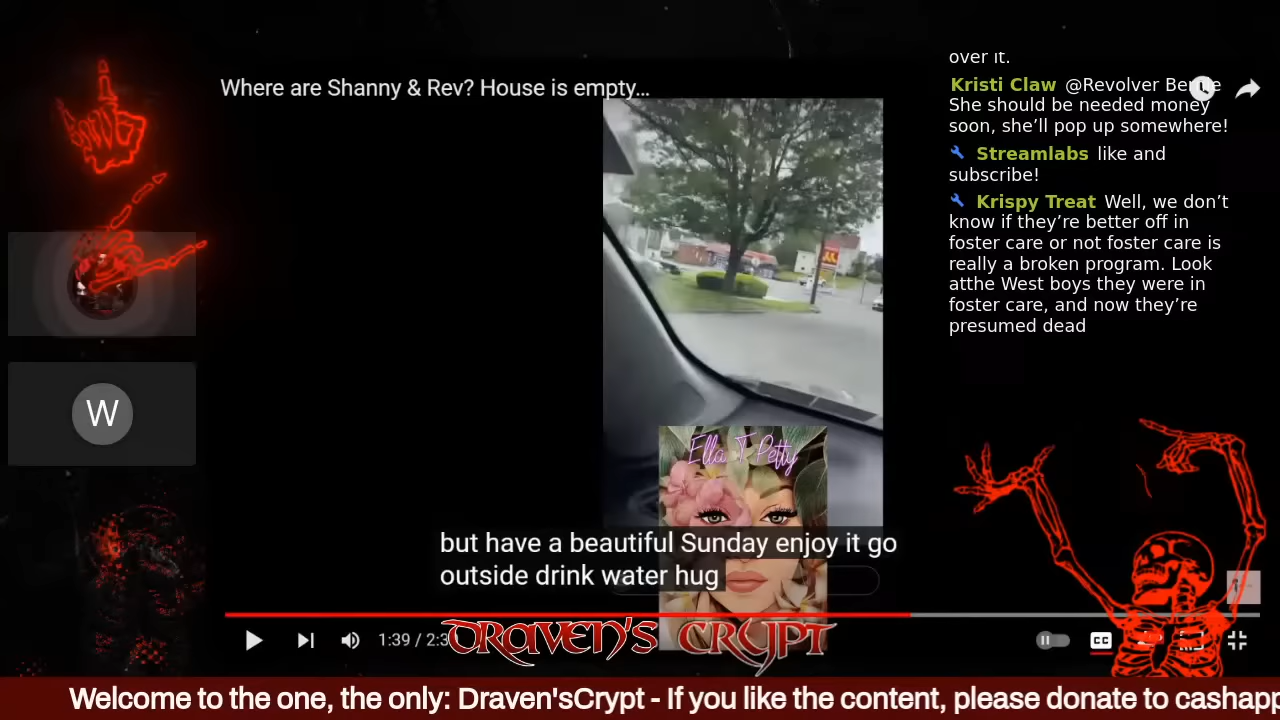 Where are Shanny & Rev? House is empty...
over it.
Kristi Claw @Revolver
She should be needed money
soon, she'll pop up somewhere!
Streamlabs like and
subscribe!
Krispy Treat Well, we don't
know if they're better off in
foster care or not foster care is
really a broken program. Look
atthe West boys they were in
foster care, and now they're
presumed dead
W
Ella T Petty
but have a beautiful Sunday enjoy it go
outside drink water hug
1:39 / 2:3
CC
DRAVEN'S CRYPT
Welcome to the one, the only: Draven'sCrypt - If you like the content, please donate to cashapp